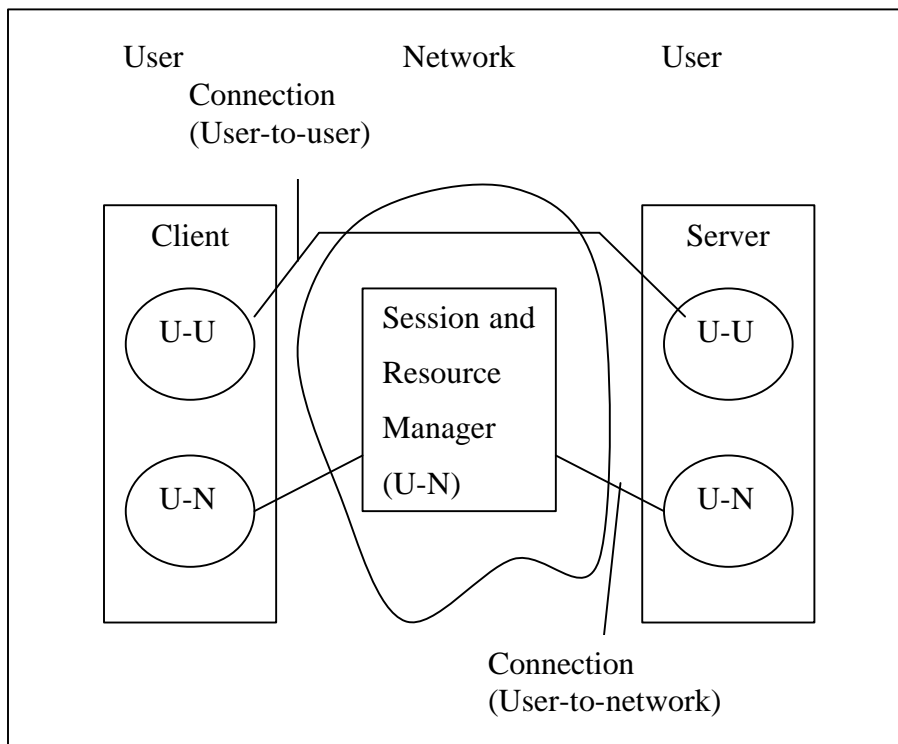 User
Network
User
Connection
(User-to-user)
Client
Server
U-U
Session and
Resource
Manager
(U-N)
U-U
U-N
U-N
Connection
(User-to-network)